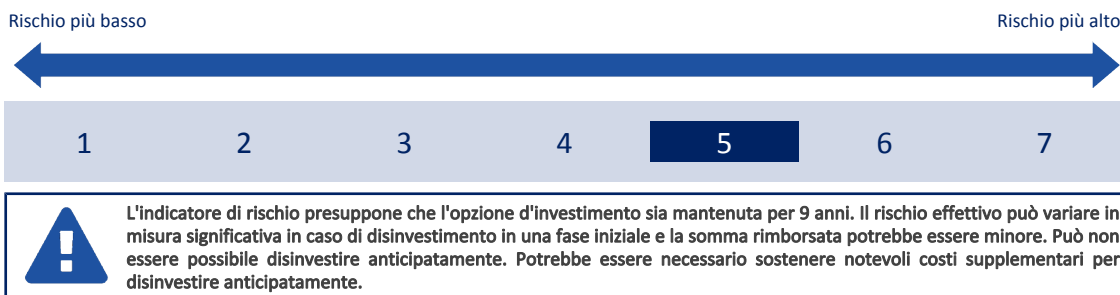 Rischio più basso Rischio più alto
1 2 3 4 5 6 7
L'indicatore di rischio presuppone che l'opzione d'investimento sia mantenuta per 9 anni. Il rischio effettivo può variare in
misura significativa in caso di disinvestimento in una fase iniziale e la somma rimborsata potrebbe essere minore. Può non
essere possibile disinvestire anticipatamente. Potrebbe essere necessario sostenere notevoli costi supplementari per
disinvestire anticipatamente.